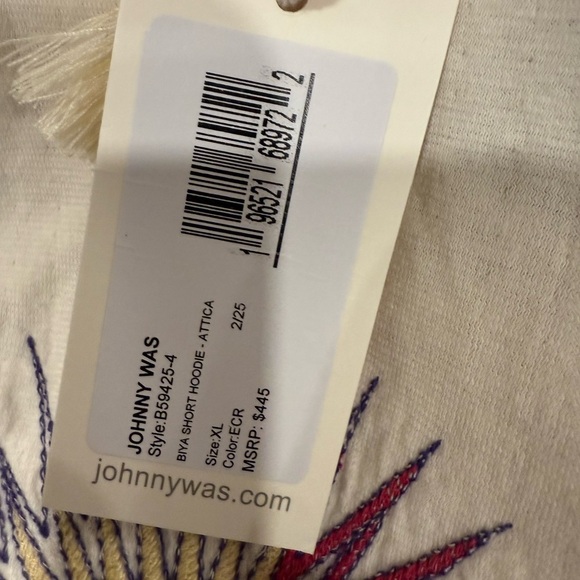 1 96521 68972 2
JOHNNY WAS
Style:B59425-4
BIYA SHORT HOODIE - ATTICA
2/25
Size:XL
Color:ECR
MSRP: $445
johnnywas.com